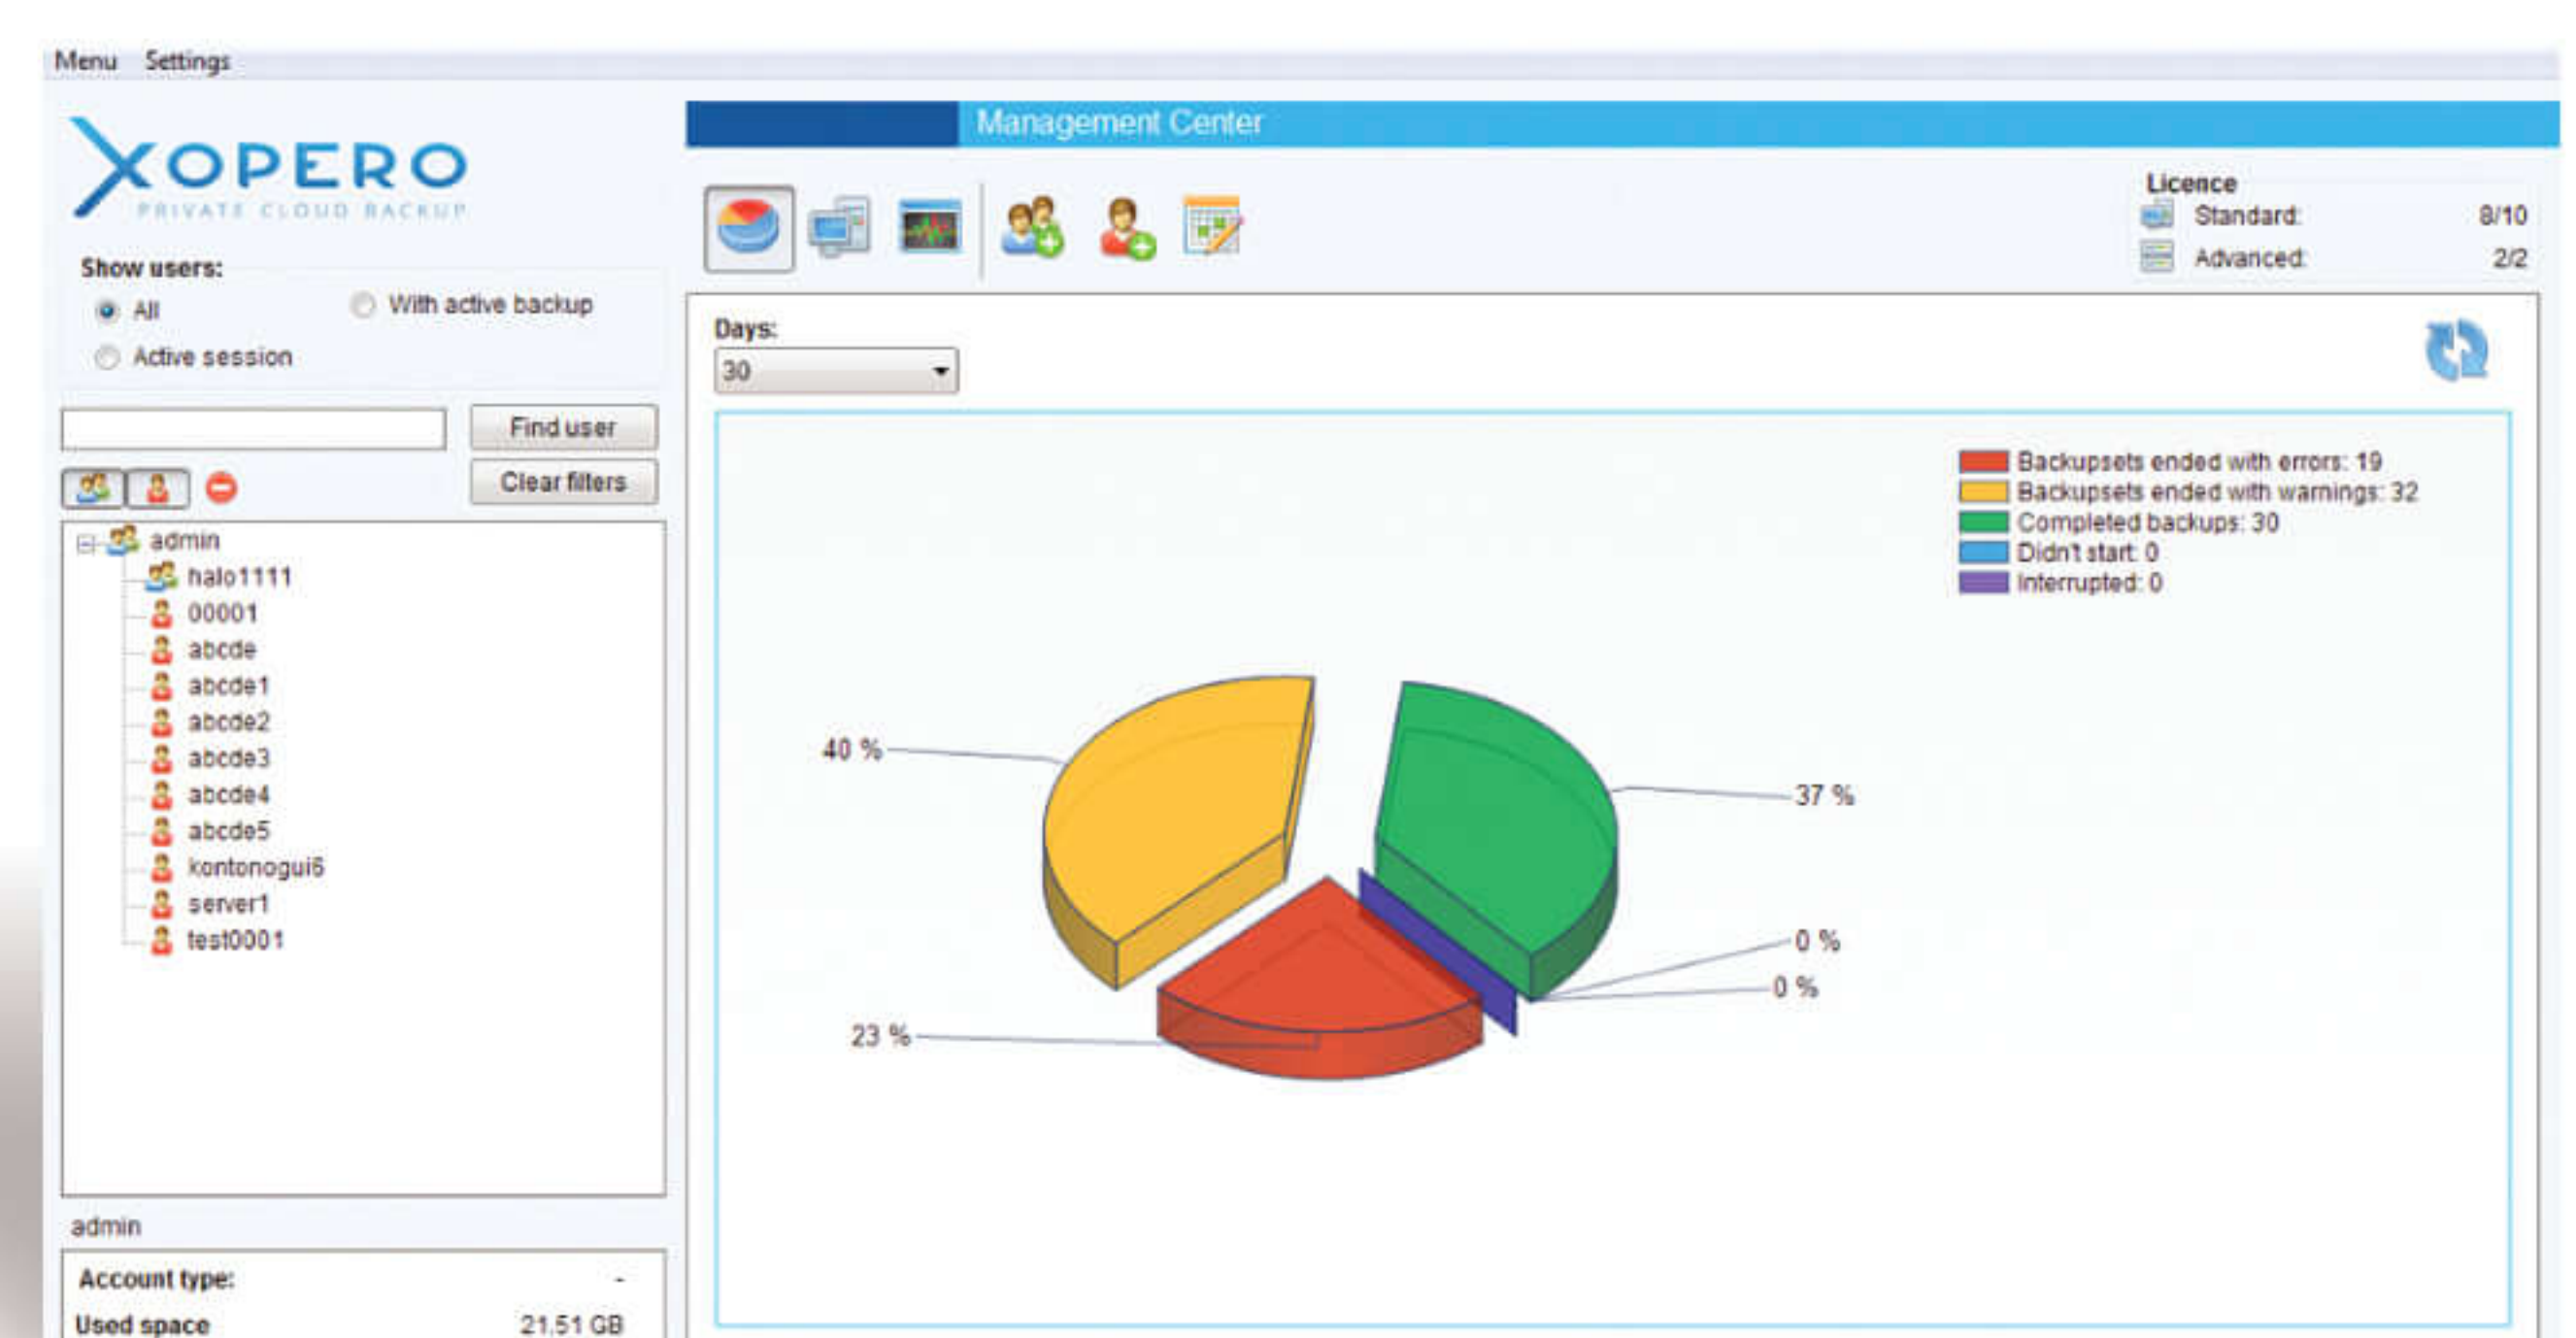 Menu Settings
XOPERO
PRIVATE CLOUD BACKUP
Management Center
Licence
Standard: 8/10
Advanced: 2/2
Show users:
All
With active backup
Active session
Find user
Clear filters
admin
halo1111
00001
abcde
abcde1
abcde2
abcde3
abcde4
abcde5
kontonogui6
server1
test0001
admin
Account type: -
Used space 21,51 GB
Days:
30
Backupsets ended with errors: 19
Backupsets ended with warnings: 32
Completed backups: 30
Didn't start: 0
Interrupted: 0
40 %
37 %
0 %
0 %
23 %